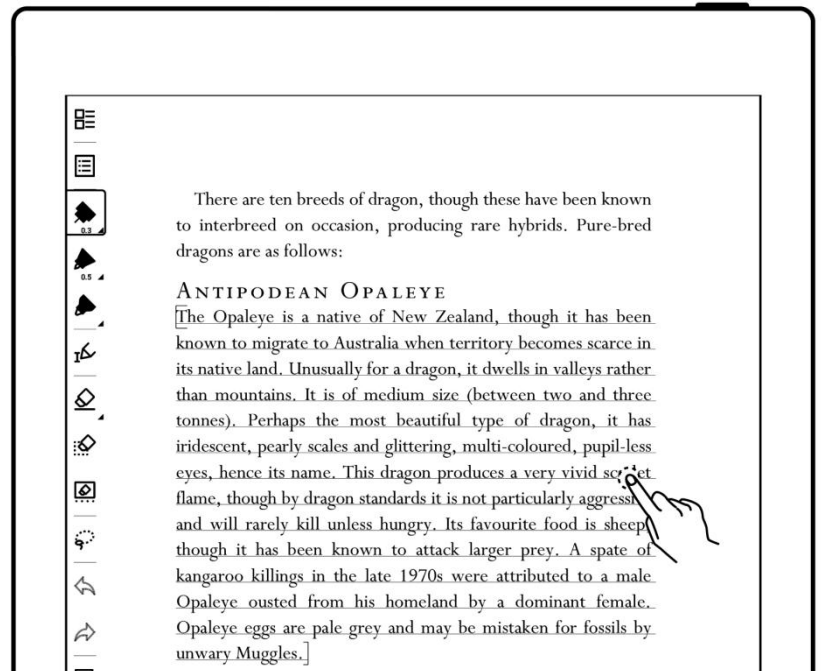 There are ten breeds of dragon, though these have been known
to interbreed on occasion, producing rare hybrids. Pure-bred
dragons are as follows:
ANTIPODEAN OPALEYE
The Opaleye is a native of New Zealand, though it has been
known to migrate to Australia when territory becomes scarce in
its native land. Unusually for a dragon, it dwells in valleys rather
than mountains. It is of medium size (between two and three
tonnes). Perhaps the most beautiful type of dragon, it has
iridescent, pearly scales and glittering, multi-coloured, pupil-less
eyes, hence its name. This dragon produces a very vivid
flame, though by dragon standards it is not particularly
and will rarely kill unless hungry. Its favourite food is sheep
though it has been known to attack larger prey. A spate of
kangaroo killings in the late 1970s were attributed to a male
Opaleye ousted from his homeland by a dominant female.
Opaleye eggs are pale grey and may be mistaken for fossils by
unwary Muggles.
0.3
0.5